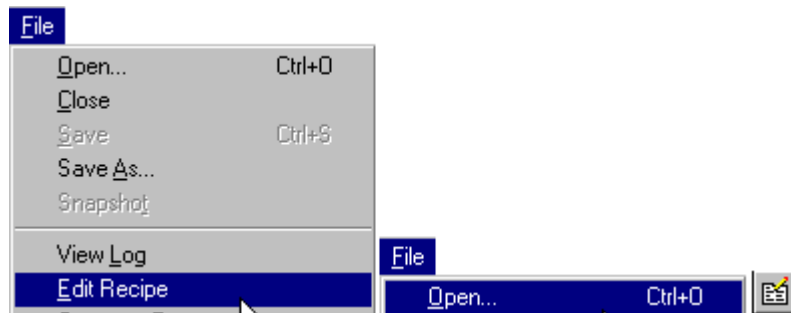 File
Open... Ctrl+O
Close
Save Ctrl+S
Save As...
Snapshot
View Log
Edit Recipe
File
Open... Ctrl+O